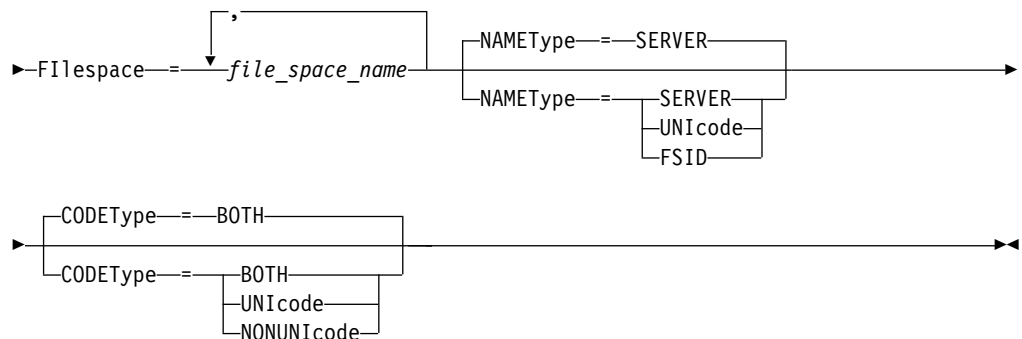 ,
NAMEType = SERVER
FIlespace = file_space_name
NAMEType = SERVER
UNIcode
FSID
CODEType = BOTH
CODEType = BOTH
UNIcode
NONUNIcode